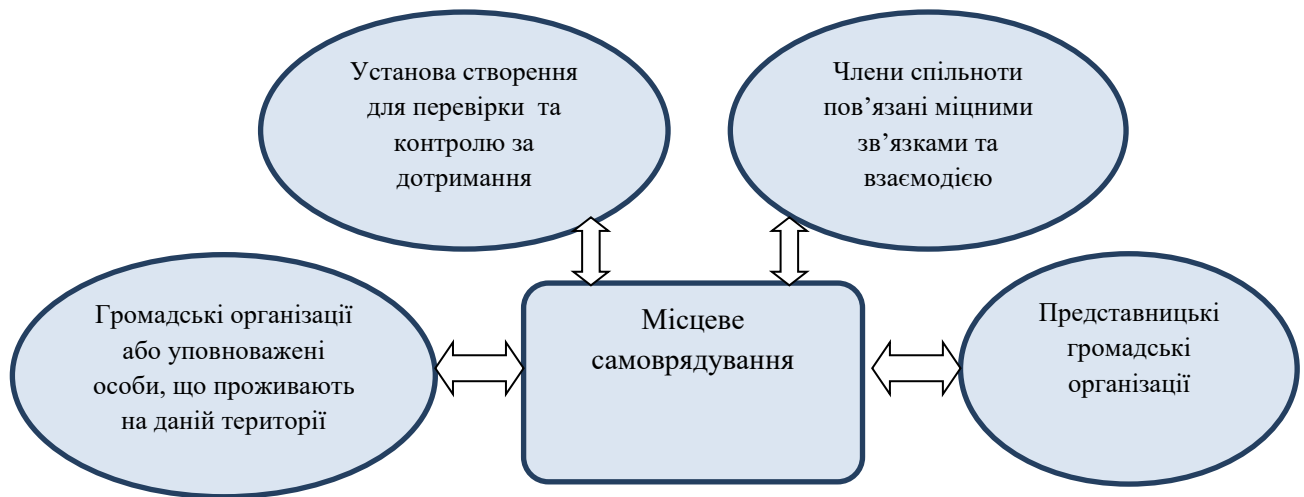 Установа створення
для перевірки та
контролю за
дотримання
Члени спільноти
пов’язані міцними
зв’язками та
взаємодією
Громадські організації
або уповноважені
особи, що проживають
на даній території
Місцеве
самоврядування
Представницькі
громадські
організації